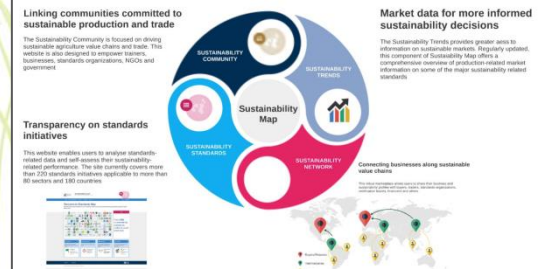 Linking communities committed to
sustainable production and trade
The Sustainability Community is focused on driving
sustainable agriculture value chains and trade. This
website is also designed to empower trainers,
businesses, standards organizations, NGOs and
government
Market data for more informed
sustainability decisions
The Sustainability Trends provides greater aess to
information on sustainable markets. Regularly updated,
this component of Sustaiability Map offers a
comprehensive overview of production-related market
information on some of the major sustainability related
standards
SUSTAINABILITY
COMMUNITY
SUSTAINABILITY
TRENDS
Sustainability
Map
SUSTAINABILITY
STANDARDS
SUSTAINABILITY
NETWORK
Transparency on standards
initiatives
This website enables users to analyse standards-
related data and self-assess their sustainability-
related performance. The site currently covers more
than 220 standards initiatives applicable to more than
80 sectors and 180 countries
Connecting businesses along sustainable
value chains